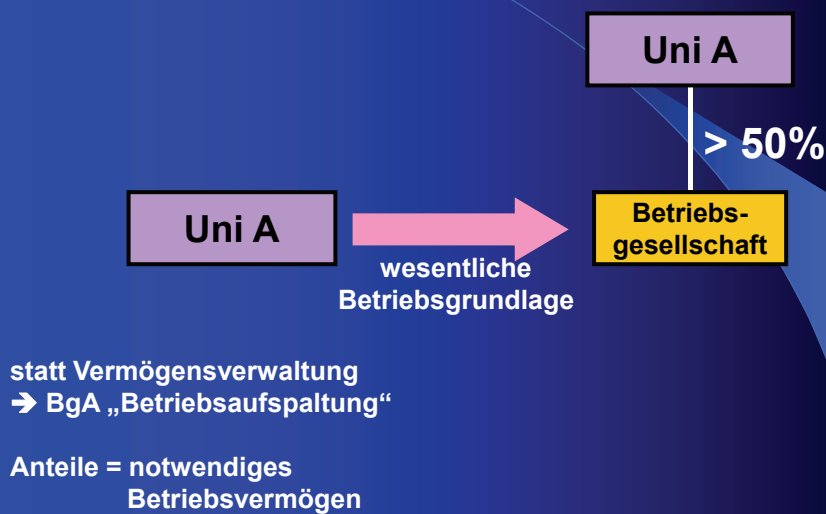 Uni A
> 50%
Uni A
Betriebs-
gesellschaft
wesentliche
Betriebsgrundlage
statt Vermögensverwaltung
➔ BgA „Betriebsaufspaltung“
Anteile = notwendiges
Betriebsvermögen